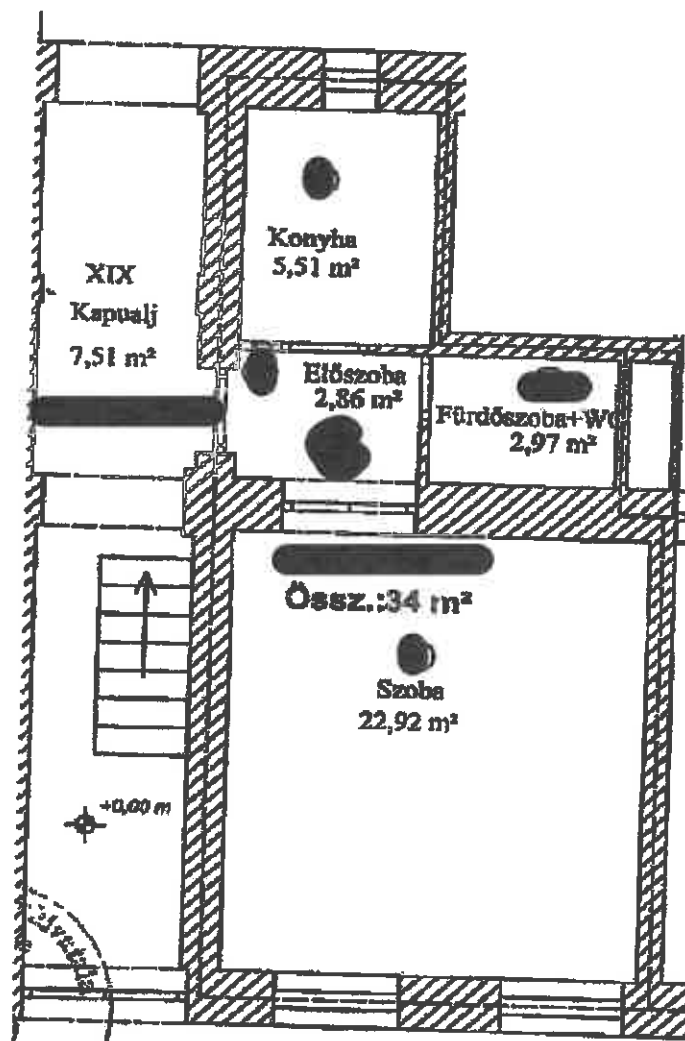 Konyha
5,51 m²
XIX
Kapualj
7,51 m²
Előszoba
2,86 m²
Fürdőszoba+WC
2,97 m²
Össz.:34 m²
Szoba
22,92 m²
+0,00 m